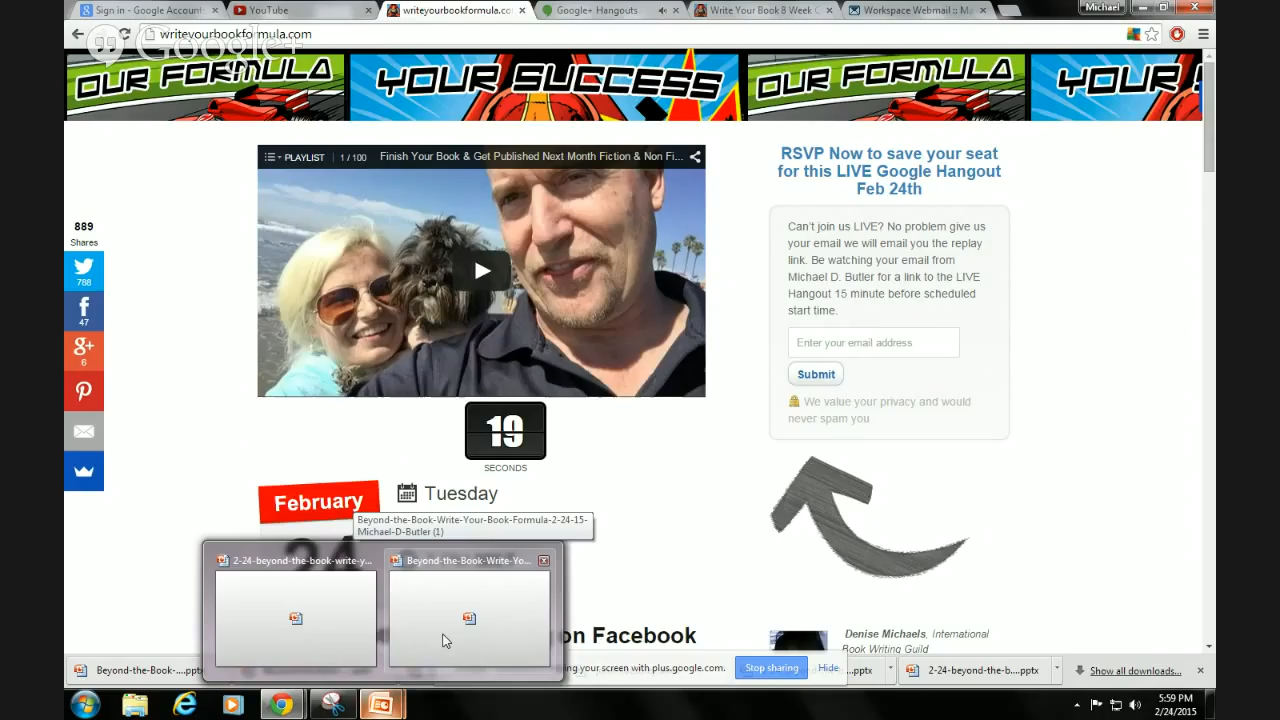 Sign in - Google Account
YouTube
writeyourbookformula.co
Google+ Hangouts
Write Your Book 8 Week
Workspace Webmail :: M
Michael
Google+
writeyourbookformula.com
OUR FORMULA
YOUR SUCCESS
OUR FORMULA
YOUR S
PLAYLIST
1 / 100
Finish Your Book & Get Published Next Month Fiction & Non Fi...
RSVP Now to save your seat
for this LIVE Google Hangout
Feb 24th
Can't join us LIVE? No problem give us
your email we will email you the replay
link. Be watching your email from
Michael D. Butler for a link to the LIVE
Hangout 15 minute before scheduled
start time.
Enter your email address
Submit
We value your privacy and would
never spam you
889
Shares
788
47
g+
6
19
SECONDS
February
Tuesday
Beyond-the-Book-Write-Your-Book-Formula-2-24-15-
Michael-D-Butler (1)
2-24-beyond-the-book-write-y...
Beyond-the-Book-Write-Yo...
on Facebook
Denise Michaels, International
Book Writing Guild
Beyond-the-Book-....pptx
ing your screen with plus.google.com.
Stop sharing
Hide
....pptx
2-24-beyond-the-b....pptx
Show all downloads...
5:59 PM
2/24/2015